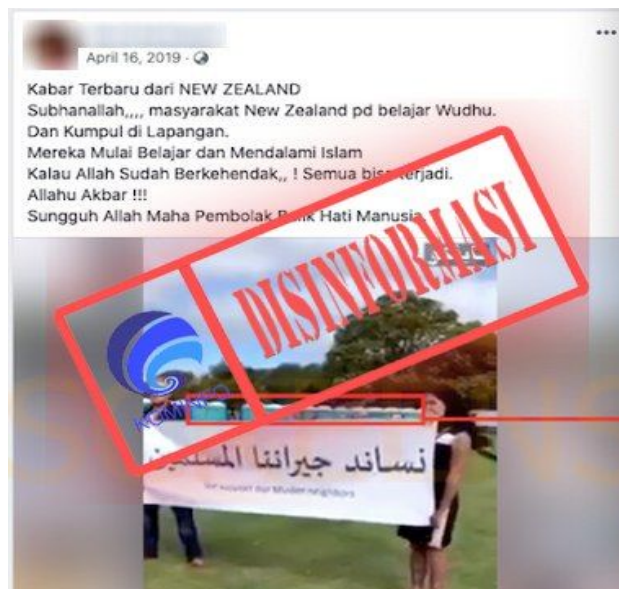 April 16, 2019
Kabar Terbaru dari NEW ZEALAND
Subhanallah,,,, masyarakat New Zealand pd belajar Wudhu.
Dan Kumpul di Lapangan.
Mereka Mulai Belajar dan Mendalami Islam
Kalau Allah Sudah Berkehendak,, ! Semua bisa terjadi.
Allahu Akbar !!!
Sungguh Allah Maha Pembolak Balik Hati Manusia.
DISINFORMASI
KOMINFO
نساند جيراننا المسلمين
We support our Muslim neighbors